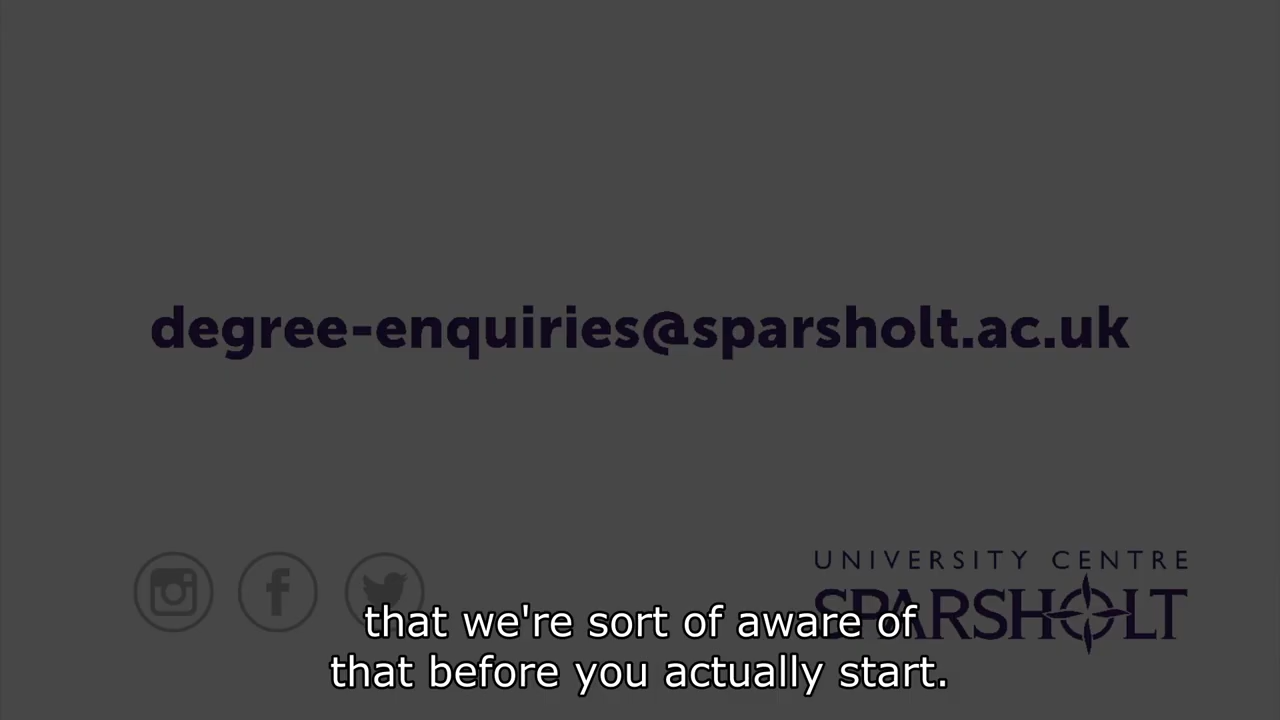 degree-enquiries@sparsholt.ac.uk
UNIVERSITY CENTRE
SPARSHOLT
that we're sort of aware of
that before you actually start.